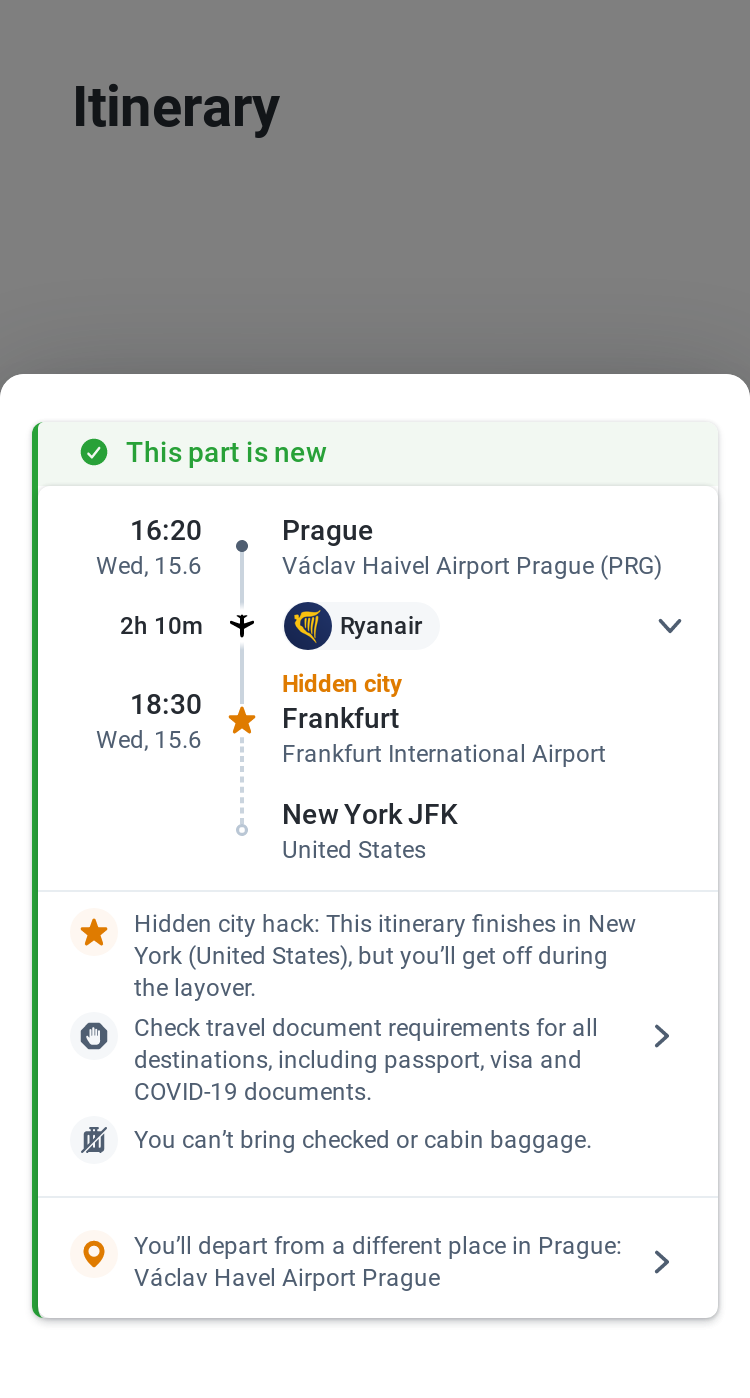 Itinerary
This part is new
16:20
Wed, 15.6
Prague
Václav Haivel Airport Prague (PRG)
2h 10m
Ryanair
Hidden city
18:30
Wed, 15.6
Frankfurt
Frankfurt International Airport
New York JFK
United States
Hidden city hack: This itinerary finishes in New
York (United States), but you’ll get off during
the layover.
Check travel document requirements for all
destinations, including passport, visa and
COVID-19 documents.
You can’t bring checked or cabin baggage.
You’ll depart from a different place in Prague:
Václav Havel Airport Prague